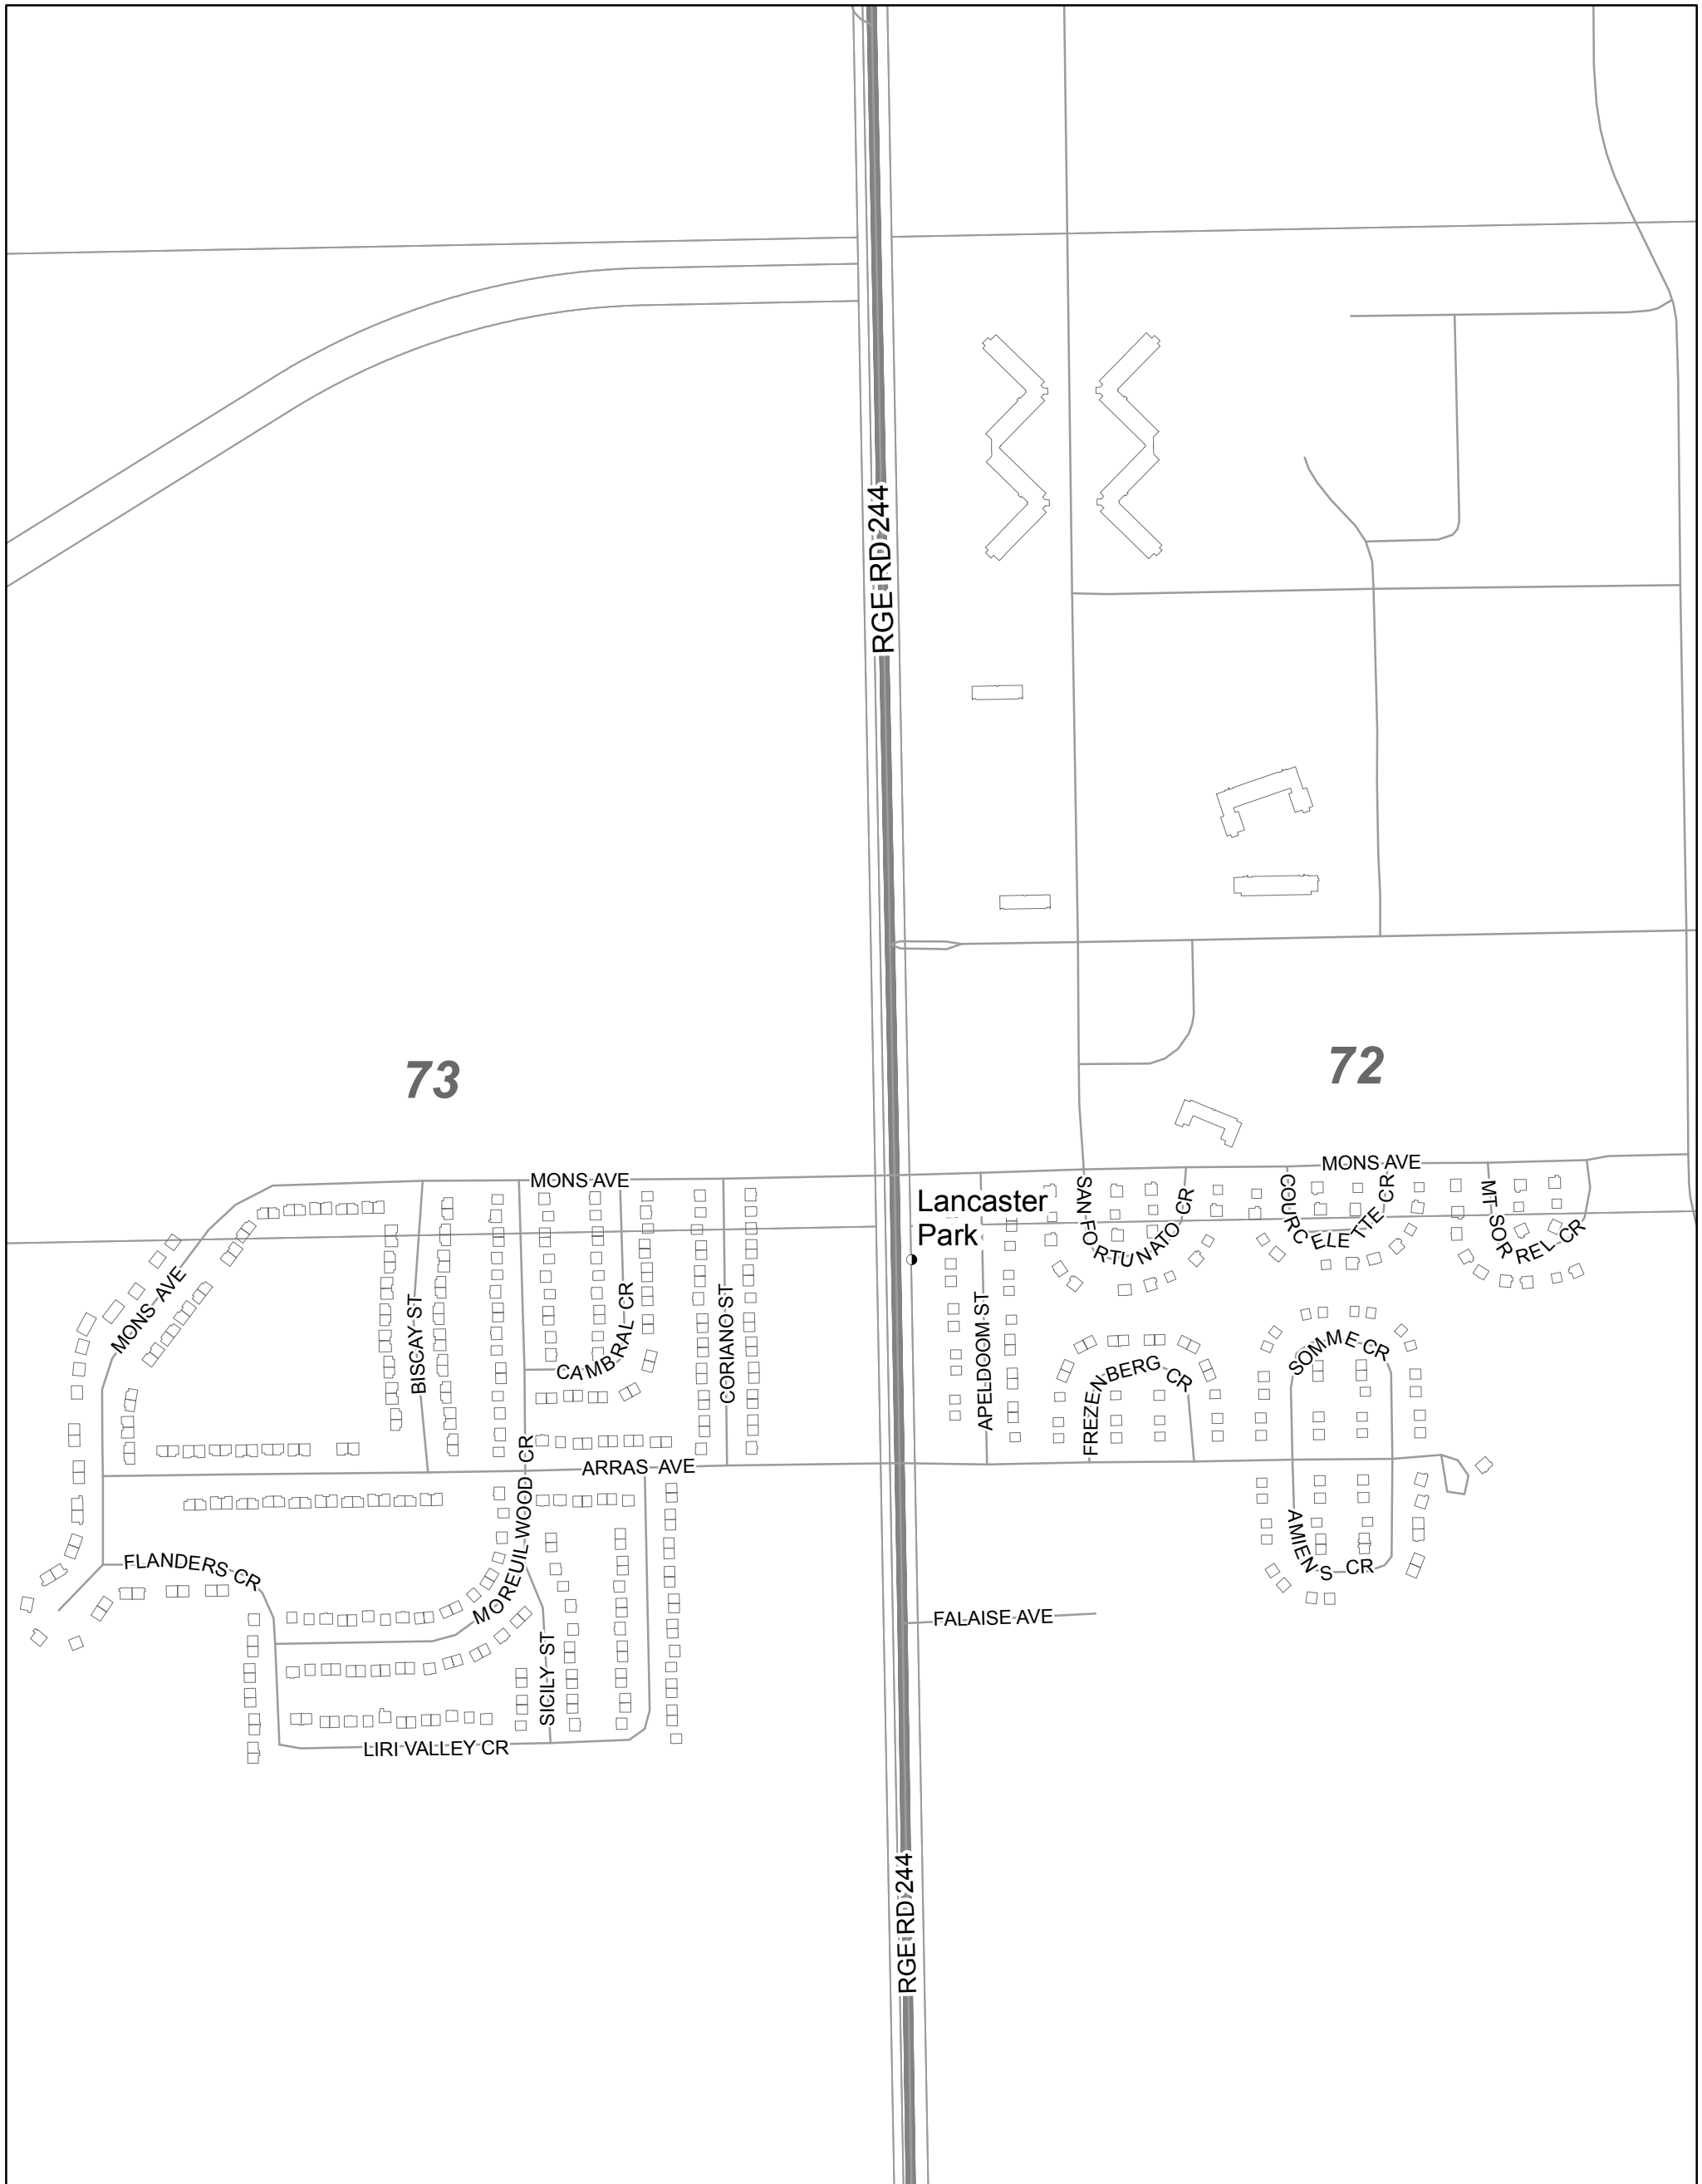 RGE RD 244
73
72
MONS AVE
MONS AVE
Lancaster
Park
SAN FORTUNATO CR
COURCELETTE CR
MT SORREL CR
MONS AVE
BISCAY ST
CAMBRAL CR
CORIANO ST
APELDOOM ST
FREZENBERG CR
SOMME CR
ARRAS AVE
MOREUIL WOOD CR
FLANDERS CR
AMIENS CR
FALAISE AVE
SICILY ST
LIRI VALLEY CR
RGE RD 244